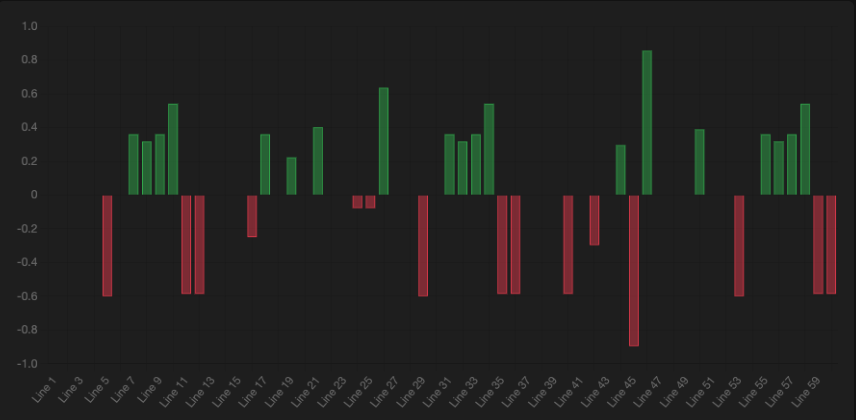 1.0
0.8
0.6
0.4
0.2
0
-0.2
-0.4
-0.6
-0.8
-1.0
Line 1
Line 3
Line 5
Line 7
Line 9
Line 11
Line 13
Line 15
Line 17
Line 19
Line 21
Line 23
Line 25
Line 27
Line 29
Line 31
Line 33
Line 35
Line 37
Line 39
Line 41
Line 43
Line 45
Line 47
Line 49
Line 51
Line 53
Line 55
Line 57
Line 59